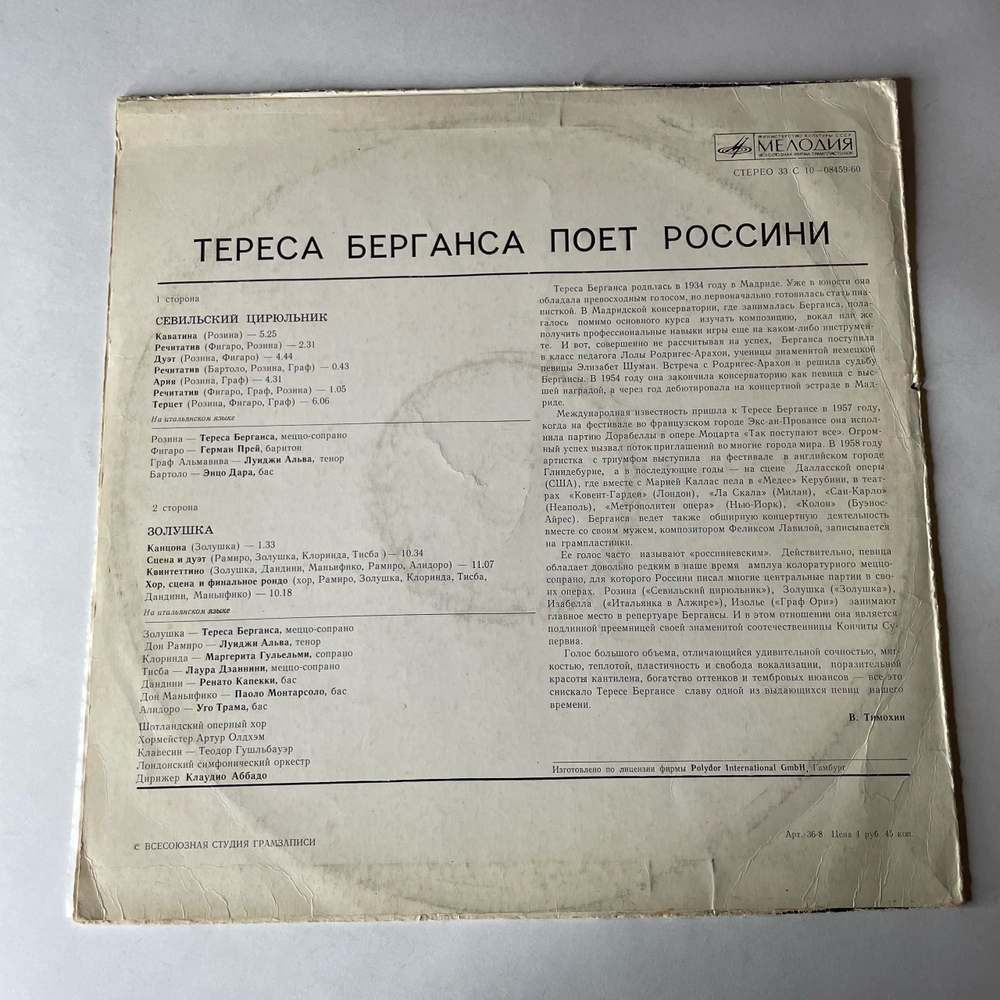 МИНИСТЕРСТВО КУЛЬТУРЫ СССР
МЕЛОДИЯ
ВСЕСОЮЗНАЯ ФИРМА ГРАМПЛАСТИНОК
СТЕРЕО 33 С 10—08459-60
ТЕРЕСА БЕРГАНСА ПОЕТ РОССИНИ
1 сторона
СЕВИЛЬСКИЙ ЦИРЮЛЬНИК
Каватина (Розина) — 5.25
Речитатив (Фигаро, Розина) — 2.31
Дуэт (Розина, Фигаро) — 4.44
Речитатив (Бартоло, Розина, Граф) — 0.43
Ария (Розина, Граф) — 4.31
Речитатив (Фигаро, Граф, Розина) — 1.05
Терцет (Розина, Фигаро, Граф) — 6.06
На итальянском языке
Розина — Тереса Берганса, меццо-сопрано
Фигаро — Герман Прей, баритон
Граф Альмавива — Луиджи Альва, тенор
Бартоло — Энцо Дара, бас
2 сторона
ЗОЛУШКА
Канцона (Золушка) — 1.33
Сцена и дуэт (Рамиро, Золушка, Клоринда, Тисба ) — 10.34
Квинтеттино (Золушка, Дандини, Маньифико, Рамиро, Алидоро) — 11.07
Хор, сцена и финальное рондо (хор, Рамиро, Золушка, Клоринда, Тисба,
Дандини, Маньифико) — 10.18
На итальянском языке
Золушка — Тереса Берганса, меццо-сопрано
Дон Рамиро — Луиджи Альва, тенор
Клоринда — Маргерита Гульельми, сопрано
Тисба — Лаура Дзаннини, меццо-сопрано
Дандини — Ренато Капекки, бас
Дон Маньифико — Паоло Монтарсоло, бас
Алидоро — Уго Трама, бас
Шотландский оперный хор
Хормейстер Артур Олдхэм
Клавесин — Теодор Гушльбауэр
Лондонский симфонический оркестр
Дирижер Клаудио Аббадо
Тереса Берганса родилась в 1934 году в Мадриде. Уже в юности она
обладала превосходным голосом, но первоначально готовилась стать пиа-
нисткой. В Мадридской консерватории, где занималась Берганса, пола-
галось помимо основного курса изучать композицию, вокал или же
получить профессиональные навыки игры еще на каком-либо инструмен-
те. И вот, совершенно не рассчитывая на успех, Берганса поступила
в класс педагога Лолы Родригес-Арахон, ученицы знаменитой немецкой
певицы Элизабет Шуман. Встреча с Родригес-Арахон и решила судьбу
Бергансы. В 1954 году она закончила консерваторию как певица с выс-
шей наградой, а через год дебютировала на концертной эстраде в Мад-
риде.
Международная известность пришла к Тересе Бергансе в 1957 году,
когда на фестивале во французском городе Экс-ан-Провансе она испол-
нила партию Дорабеллы в опере Моцарта «Так поступают все». Огром-
ный успех вызвал поток приглашений во многие города мира. В 1958 году
артистка с триумфом выступила на фестивале в английском городе
Глиндебурне, а в последующие годы — на сцене Далласской оперы
(США), где вместе с Марией Каллас пела в «Медее» Керубини, в теат-
рах «Ковент-Гарден» (Лондон), «Ла Скала» (Милан), «Сан-Карло»
(Неаполь), «Метрополитен опера» (Нью-Йорк), «Колон» (Буэнос-
Айрес). Берганса ведет также обширную концертную деятельность
вместе со своим мужем, композитором Феликсом Лавилой, записывается
на грампластинки.
Ее голос часто называют «россиниевским». Действительно, певица
обладает довольно редким в наше время амплуа колоратурного меццо-
сопрано, для которого Россини писал многие центральные партии в сво-
их операх. Розина («Севильский цирюльник»), Золушка («Золушка»),
Изабелла («Итальянка в Алжире»), Изолье («Граф Ори») занимают
главное место в репертуаре Бергансы. И в этом отношении она является
подлинной преемницей своей знаменитой соотечественницы Кончиты Су-
первиа.
Голос большого объема, отличающийся удивительной сочностью, мяг-
костью, теплотой, пластичность и свобода вокализации, поразительной
красоты кантилена, богатство оттенков и тембровых нюансов — все это
снискало Тересе Бергансе славу одной из выдающихся певиц нашего
времени.
В. Тимохин
Изготовлено по лицензии фирмы Polydor International GmbH, Гамбург
© ВСЕСОЮЗНАЯ СТУДИЯ ГРАМЗАПИСИ
Арт. 36-8 Цена 1 руб. 45 коп.